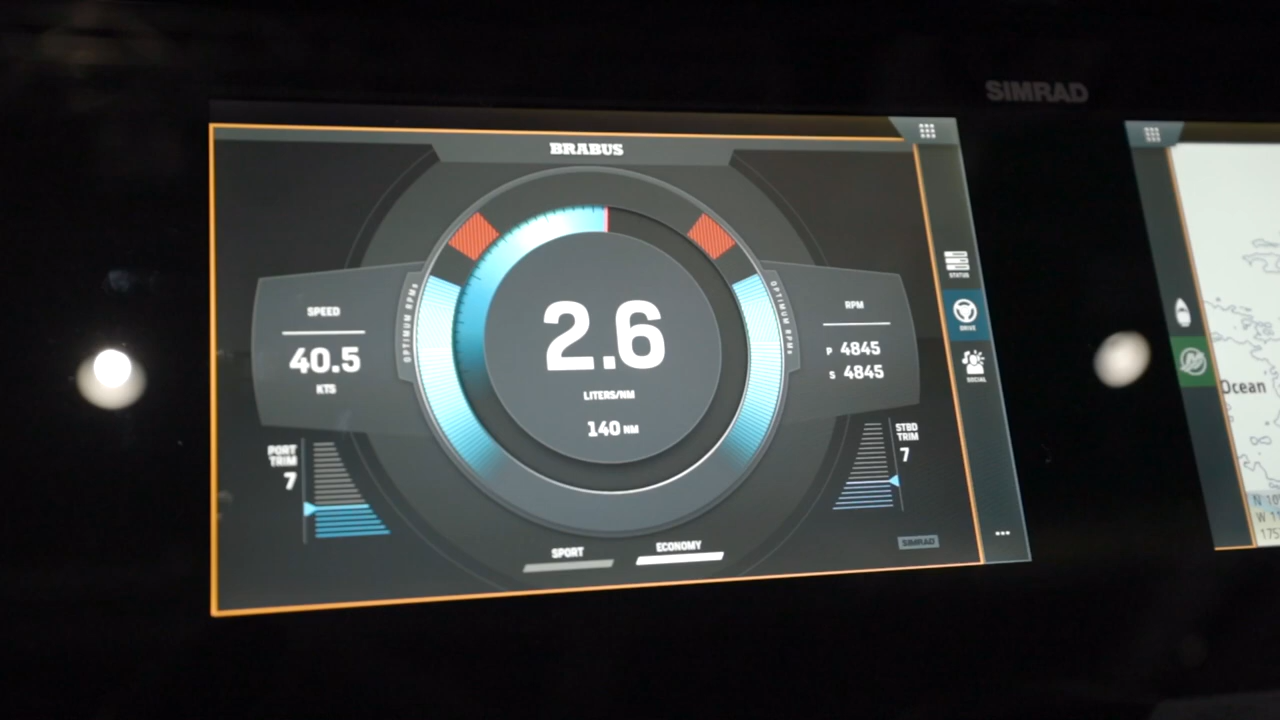 SIMRAD
BRABUS
SPEED
40.5
KTS
OPTIMUM RPMs
2.6
LITERS/NM
140 NM
OPTIMUM RPMs
RPM
P 4845
S 4845
PORT
TRIM
7
STBD
TRIM
7
SPORT
ECONOMY
SIMRAD
STATUS
DRIVE
SOCIAL
...
Ocean